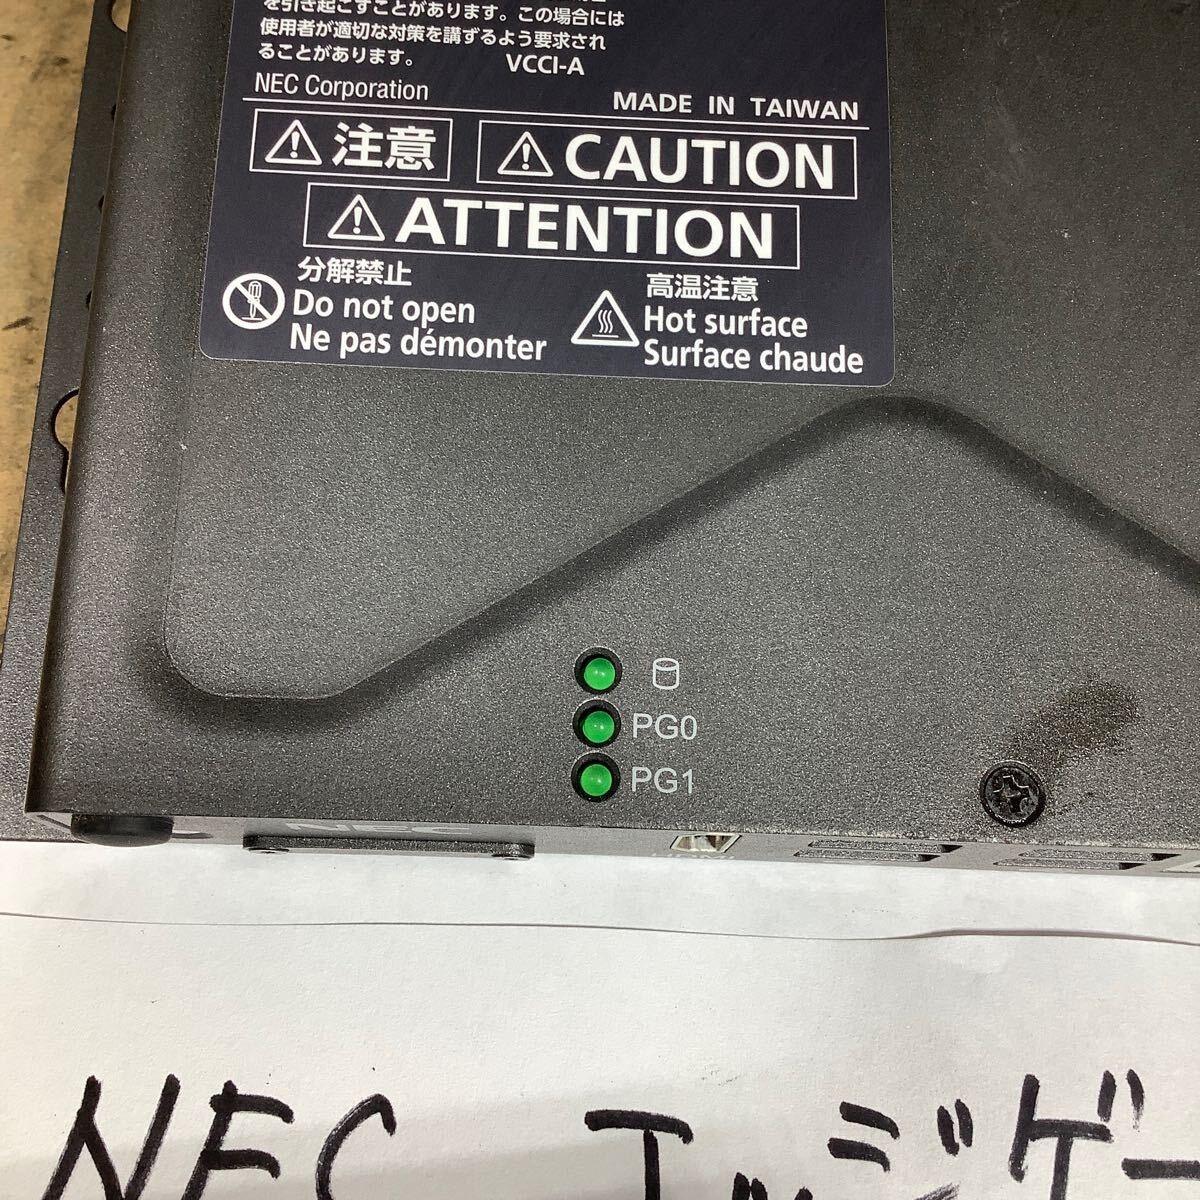 を引き起こすことがあります。この場合には
使用者が適切な対策を講ずるよう要求され
ることがあります。 VCCI-A
NEC Corporation
MADE IN TAIWAN
注意
CAUTION
ATTENTION
分解禁止
Do not open
Ne pas démonter
高温注意
Hot surface
Surface chaude
PG0
PG1
NEC
NEC エッジゲー